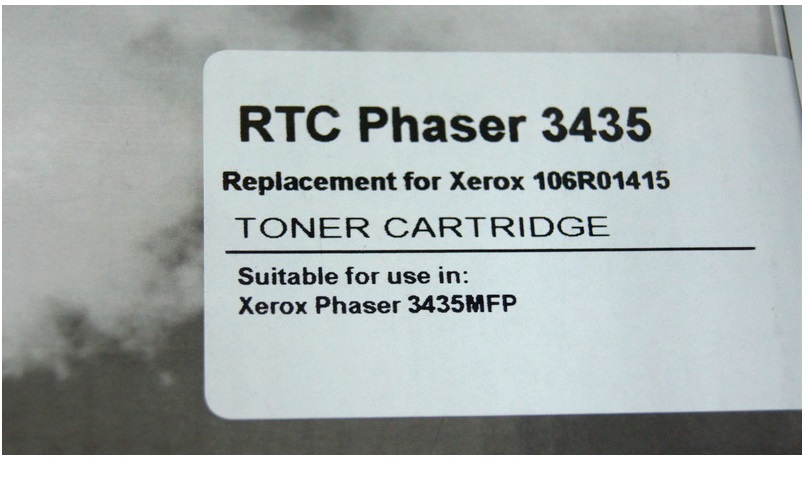 RTC Phaser 3435
Replacement for Xerox 106R01415
TONER CARTRIDGE
Suitable for use in:
Xerox Phaser 3435MFP